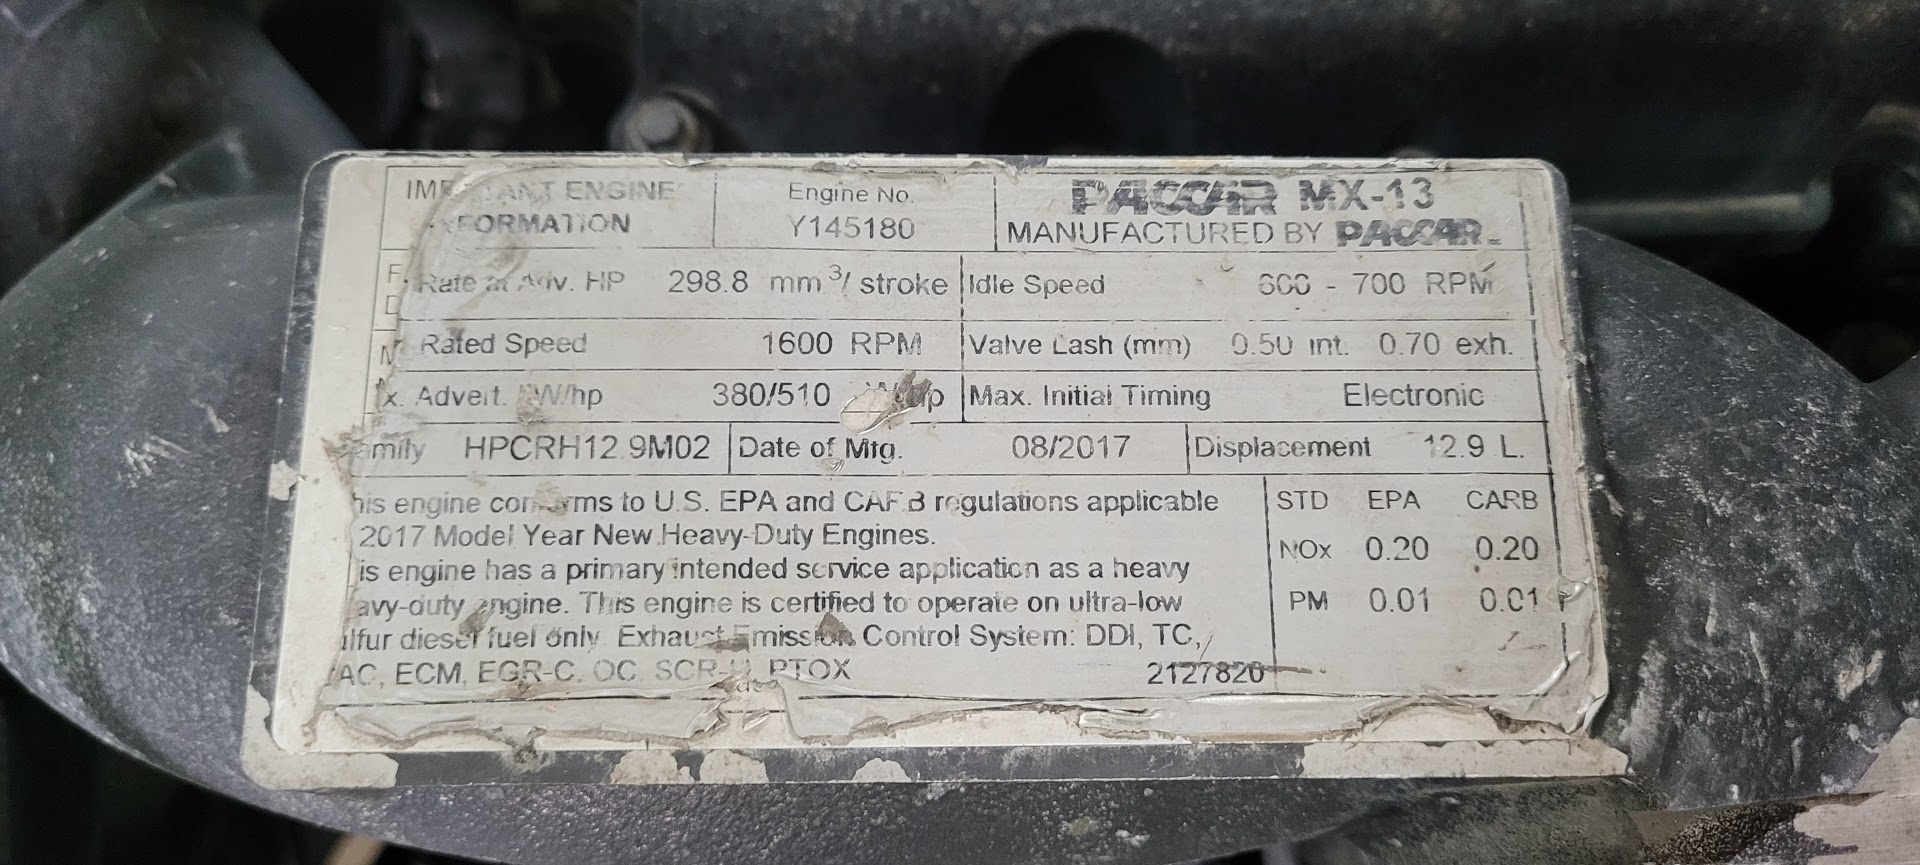 ANT ENGINE
FORMATION
Engine No.
Y145180
PACCAR MX-13
MANUFACTURED BY PACCAR
Rate at Adv. HP 298.8 mm³/ stroke
Idle Speed 600 - 700 RPM
Rated Speed 1600 RPM
Valve Lash (mm) 0.50 int. 0.70 exh.
x. Advert. kW/hp 380/510
Max. Initial Timing Electronic
amily HPCRH12.9M02
Date of Mfg. 08/2017
Displacement 12.9 L.
his engine conforms to U.S. EPA and CARB regulations applicable
2017 Model Year New Heavy-Duty Engines.
is engine has a primary intended service application as a heavy
avy-duty engine. This engine is certified to operate on ultra-low
lfur diesel fuel only. Exhaust Emission Control System: DDI, TC,
AC, ECM, EGR-C, OC, PTOX
2127820
STD EPA CARB
NOx 0.20 0.20
PM 0.01 0.01